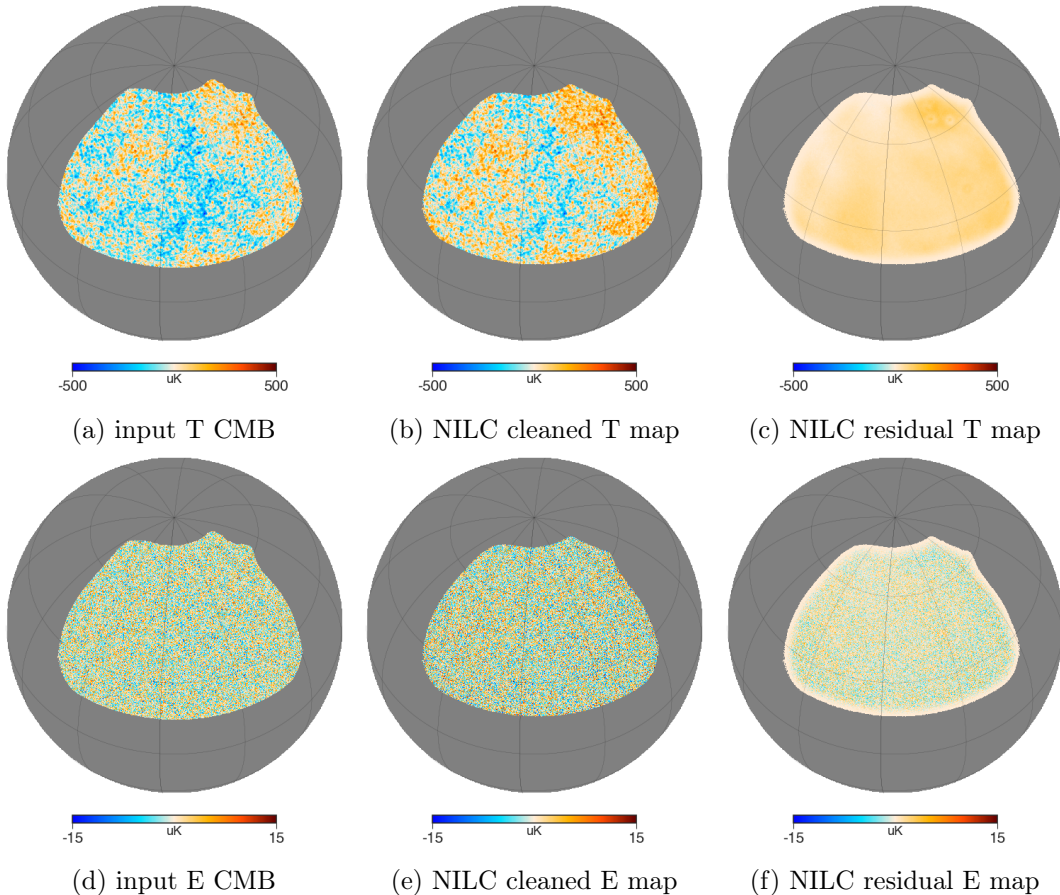 -500 uK 500 -500 uK 500 -500 uK 500
(a) input T CMB (b) NILC cleaned T map (c) NILC residual T map
-15 uK 15 -15 uK 15 -15 uK 15
(d) input E CMB (e) NILC cleaned E map (f) NILC residual E map